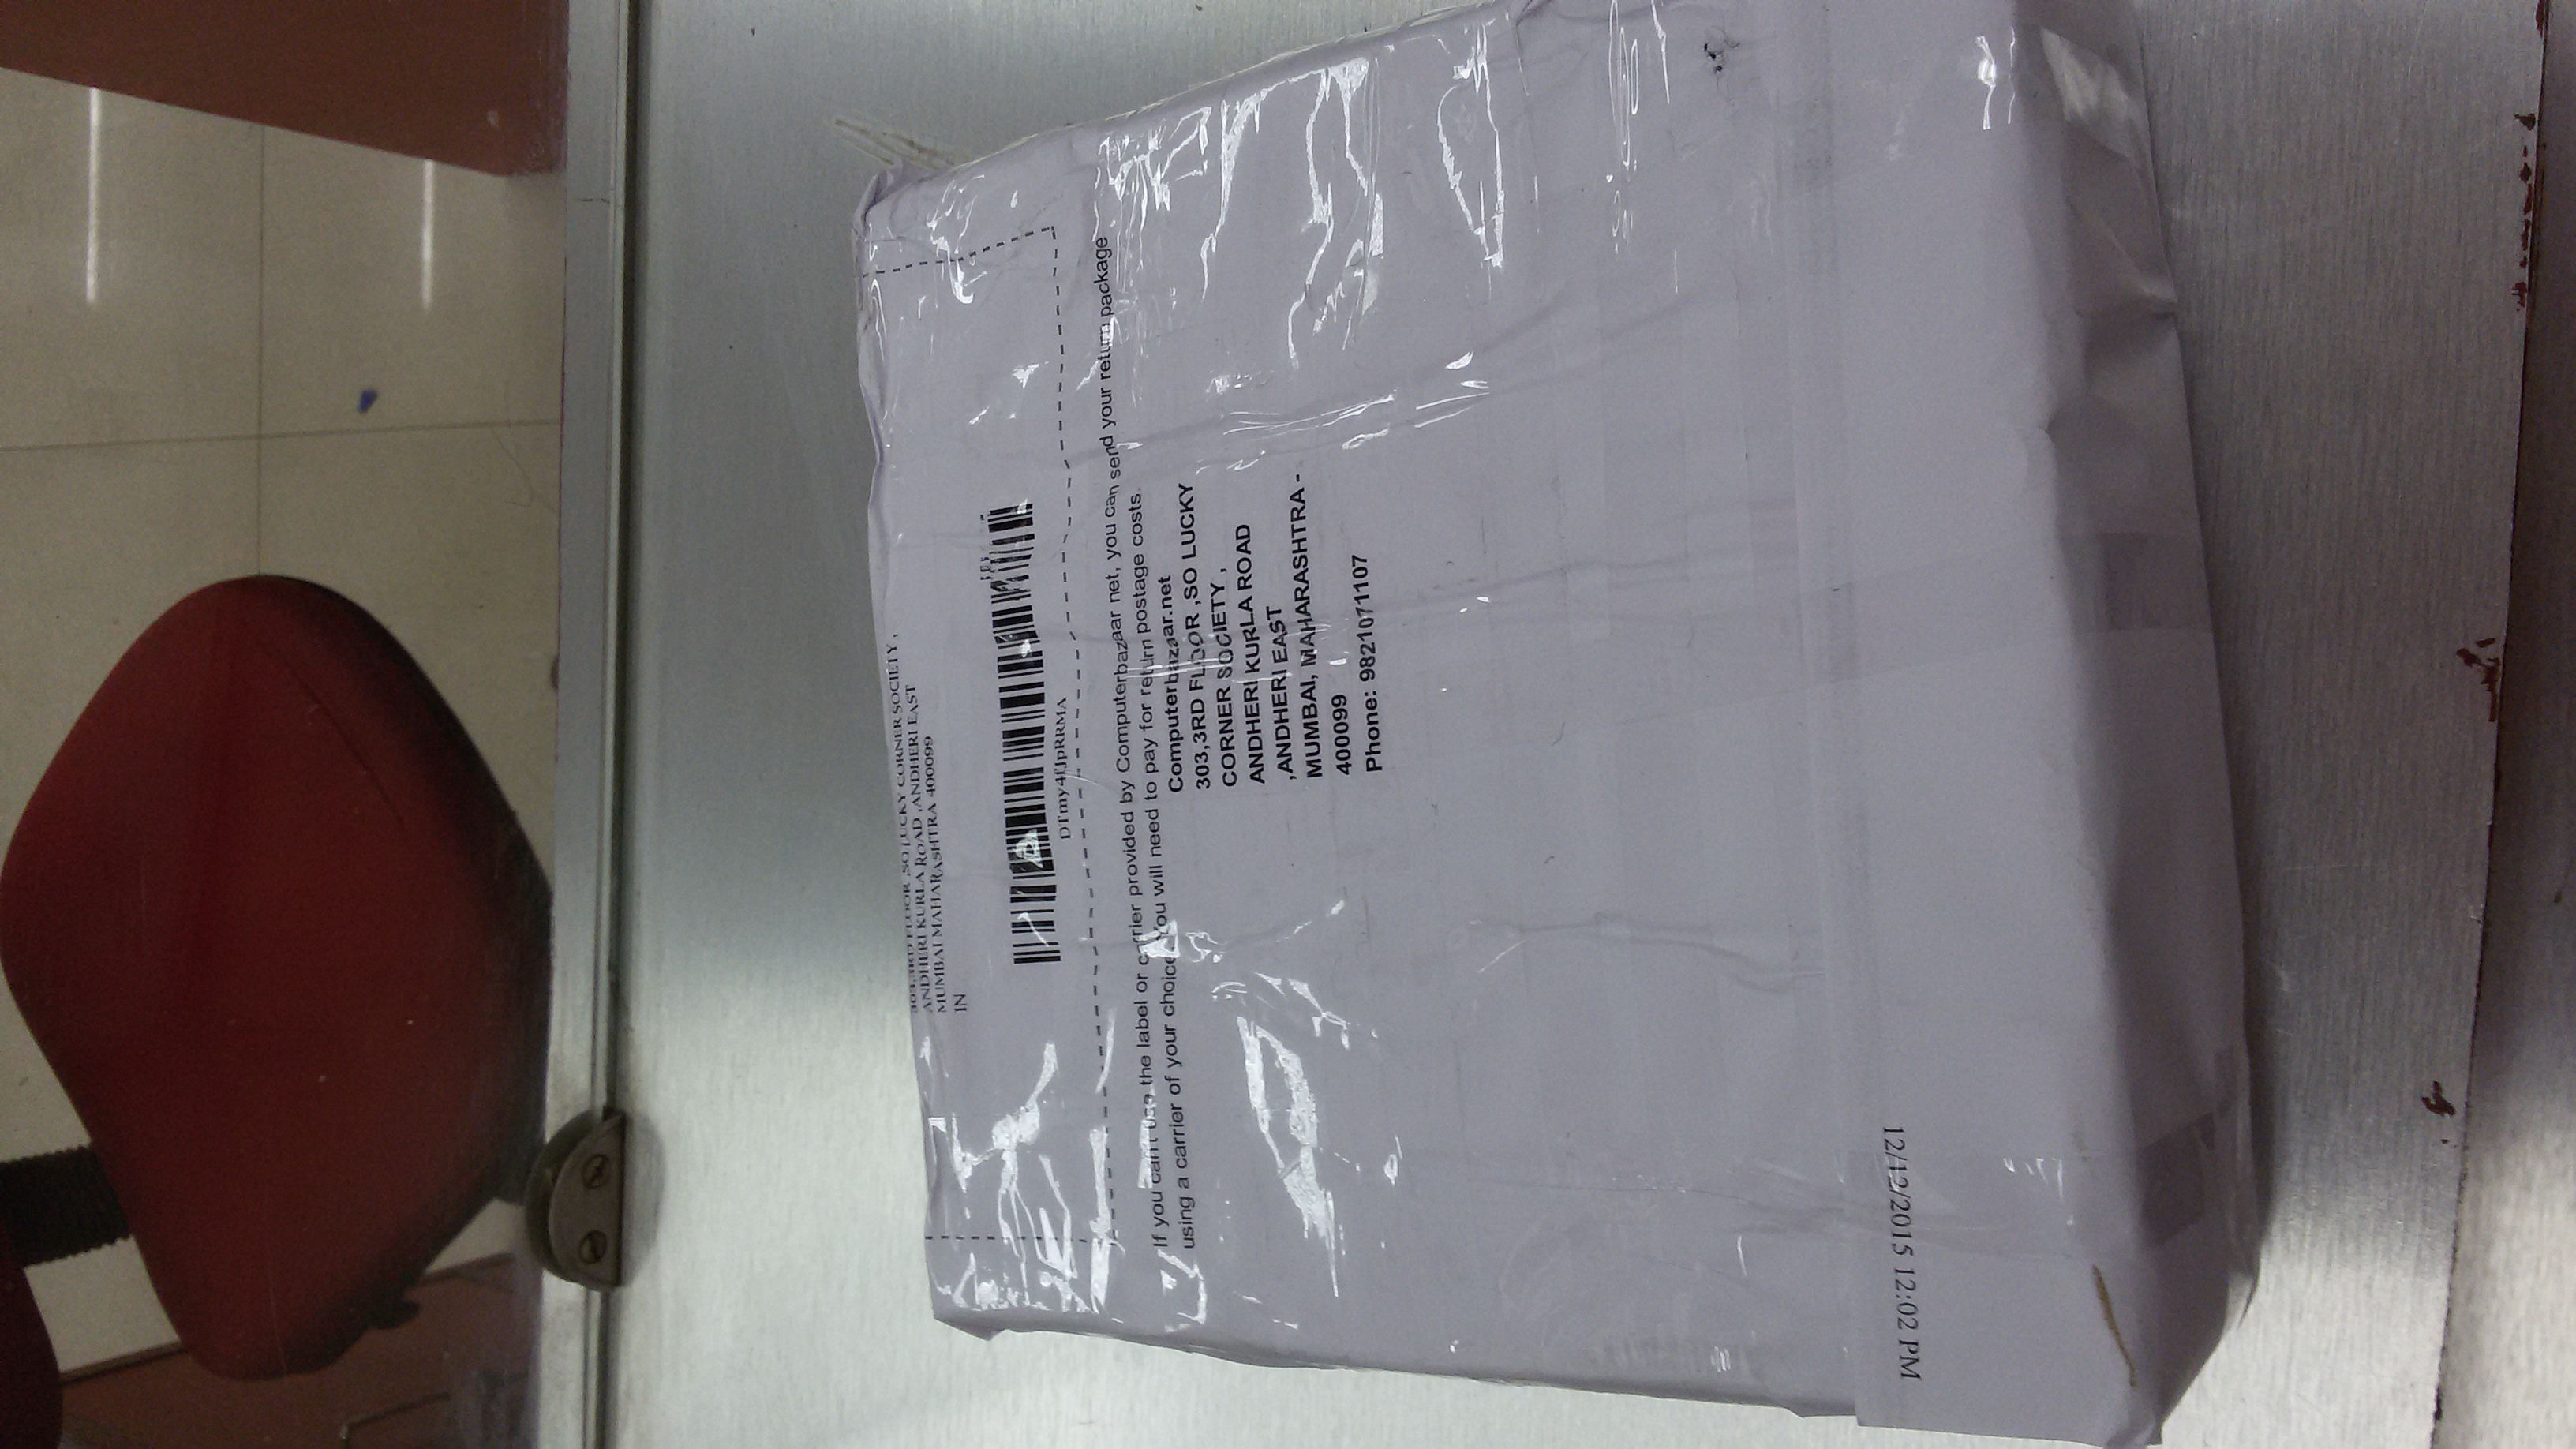 303,3RD FLOOR ,SO LUCKY CORNER SOCIETY ,
ANDHERI KURLA ROAD ,ANDHERI EAST
MUMBAI MAHARASHTRA 400099
IN
DTmy4fJpRRMA
If you can't use the label or carrier provided by Computerbazaar net, you can send your return package
using a carrier of your choice. You will need to pay for return postage costs.
Computerbazaar.net
303,3RD FLOOR ,SO LUCKY
CORNER SOCIETY ,
ANDHERI KURLA ROAD
,ANDHERI EAST
MUMBAI, MAHARASHTRA -
400099
Phone: 9821071107
12/12/2015 12:02 PM